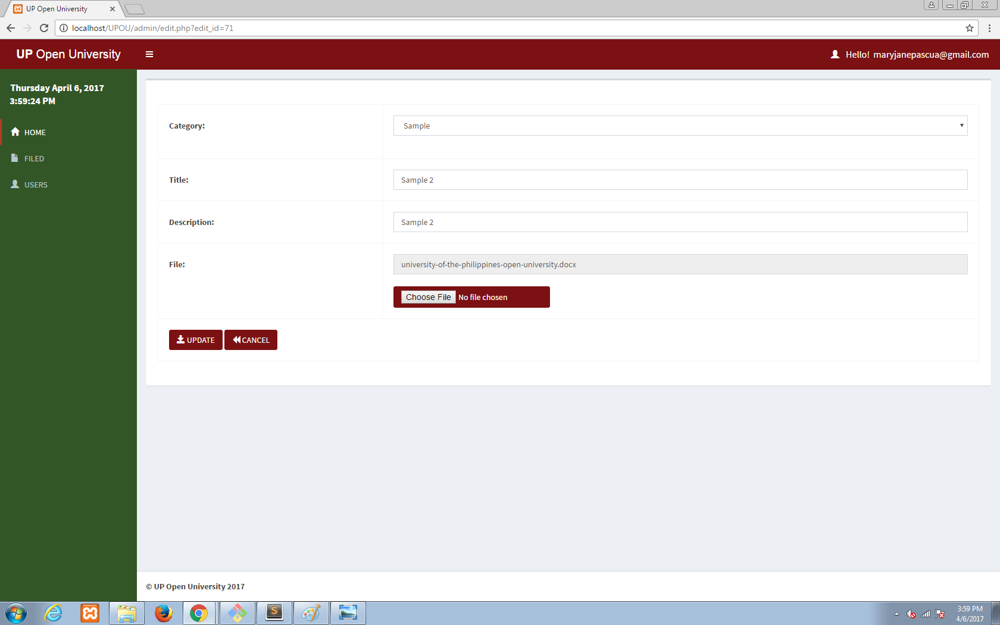 UP Open University
localhost/UPOU/admin/edit.php?edit_id=71
UP Open University
Hello! maryjanepascua@gmail.com
Thursday April 6, 2017
3:59:24 PM
HOME
FILED
USERS
Category:
Sample
Title:
Sample 2
Description:
Sample 2
File:
university-of-the-philippines-open-university.docx
Choose File No file chosen
UPDATE
CANCEL
© UP Open University 2017
S
3:59 PM
4/6/2017